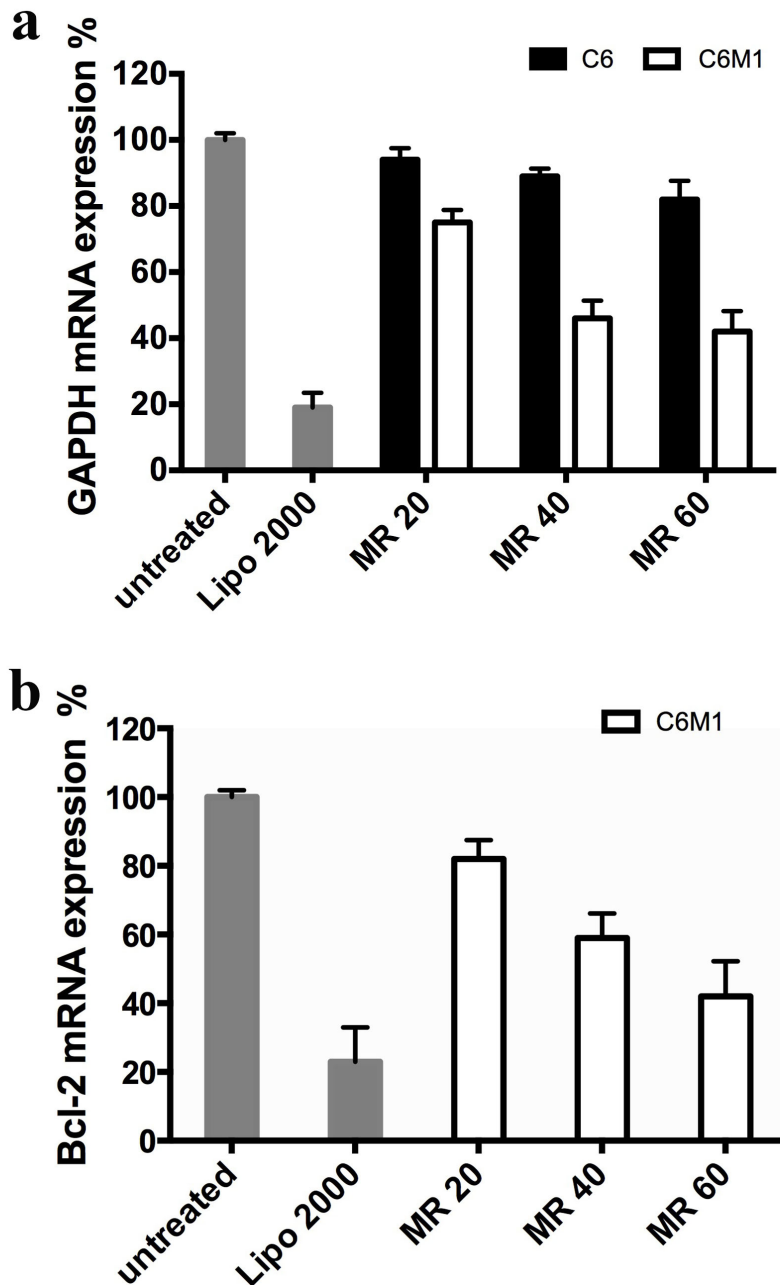 a
GAPDH mRNA expression %
C6 C6M1
120
100
80
60
40
20
0
untreated
Lipo 2000
MR 20
MR 40
MR 60
b
Bcl-2 mRNA expression %
C6M1
120
100
80
60
40
20
0
untreated
Lipo 2000
MR 20
MR 40
MR 60